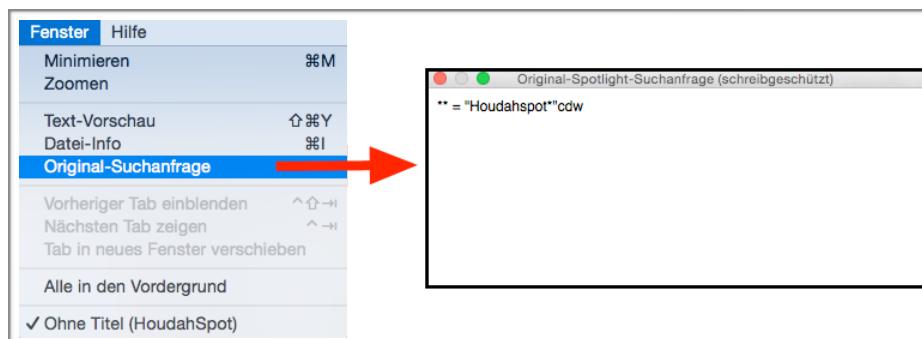 Fenster Hilfe
Minimieren ⌘M
Zoomen
Text-Vorschau ⇧⌘Y
Datei-Info ⌘I
Original-Suchanfrage
Vorheriger Tab einblenden ^⇧⇥
Nächsten Tab zeigen ^⇥
Tab in neues Fenster verschieben
Alle in den Vordergrund
✓ Ohne Titel (HoudahSpot)
Original-Spotlight-Suchanfrage (schreibgeschützt)
** = "Houdahspot*"cdw